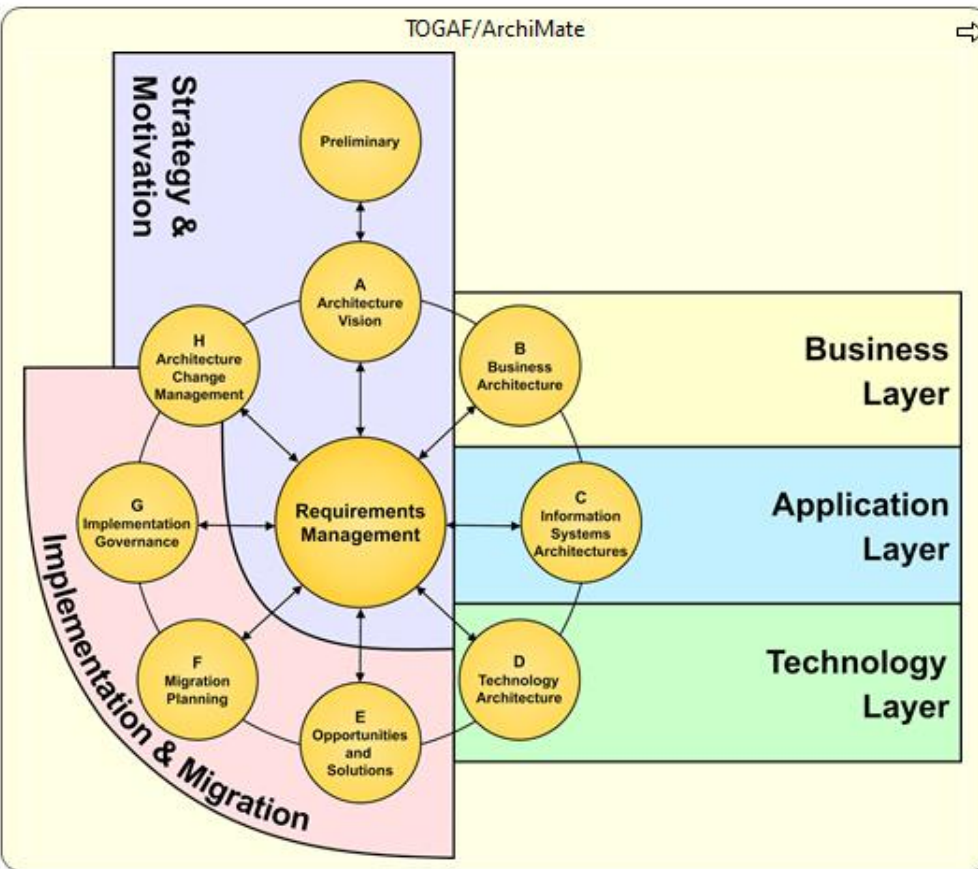 TOGAF/ArchiMate
Strategy &
Motivation
Preliminary
A
Architecture
Vision
H
Architecture
Change
Management
B
Business
Architecture
Business
Layer
G
Implementation
Governance
Requirements
Management
C
Information
Systems
Architectures
Application
Layer
F
Migration
Planning
E
Opportunities
and
Solutions
D
Technology
Architecture
Technology
Layer
Implementation & Migration